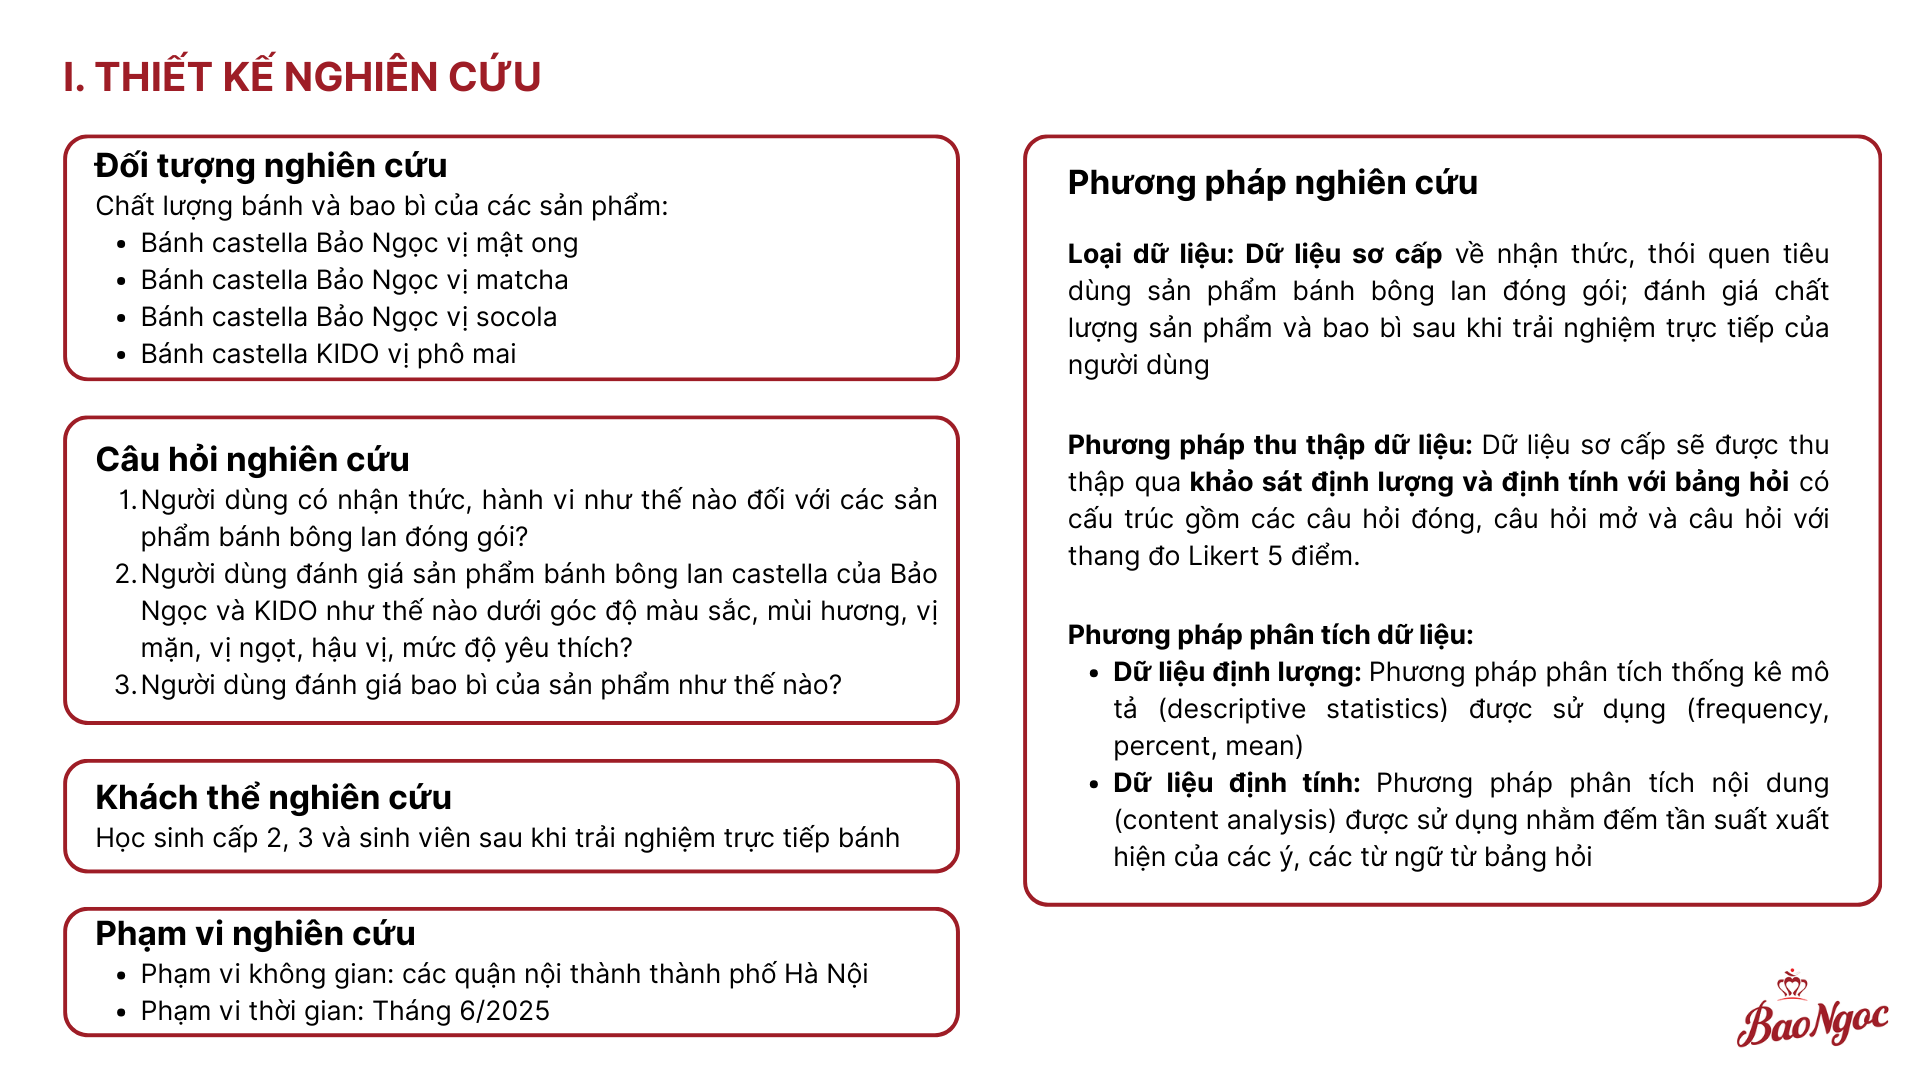 I. THIẾT KẾ NGHIÊN CỨU
Đối tượng nghiên cứu
Chất lượng bánh và bao bì của các sản phẩm:
• Bánh castella Bảo Ngọc vị mật ong
• Bánh castella Bảo Ngọc vị matcha
• Bánh castella Bảo Ngọc vị socola
• Bánh castella KIDO vị phô mai
Câu hỏi nghiên cứu
1. Người dùng có nhận thức, hành vi như thế nào đối với các sản
phẩm bánh bông lan đóng gói?
2. Người dùng đánh giá sản phẩm bánh bông lan castella của Bảo
Ngọc và KIDO như thế nào dưới góc độ màu sắc, mùi hương, vị
mặn, vị ngọt, hậu vị, mức độ yêu thích?
3. Người dùng đánh giá bao bì của sản phẩm như thế nào?
Khách thể nghiên cứu
Học sinh cấp 2, 3 và sinh viên sau khi trải nghiệm trực tiếp bánh
Phạm vi nghiên cứu
• Phạm vi không gian: các quận nội thành thành phố Hà Nội
• Phạm vi thời gian: Tháng 6/2025
Phương pháp nghiên cứu
Loại dữ liệu: Dữ liệu sơ cấp về nhận thức, thói quen tiêu
dùng sản phẩm bánh bông lan đóng gói; đánh giá chất
lượng sản phẩm và bao bì sau khi trải nghiệm trực tiếp của
người dùng
Phương pháp thu thập dữ liệu: Dữ liệu sơ cấp sẽ được thu
thập qua khảo sát định lượng và định tính với bảng hỏi có
cấu trúc gồm các câu hỏi đóng, câu hỏi mở và câu hỏi với
thang đo Likert 5 điểm.
Phương pháp phân tích dữ liệu:
• Dữ liệu định lượng: Phương pháp phân tích thống kê mô
tả (descriptive statistics) được sử dụng (frequency,
percent, mean)
• Dữ liệu định tính: Phương pháp phân tích nội dung
(content analysis) được sử dụng nhằm đếm tần suất xuất
hiện của các ý, các từ ngữ từ bảng hỏi
BaoNgoc